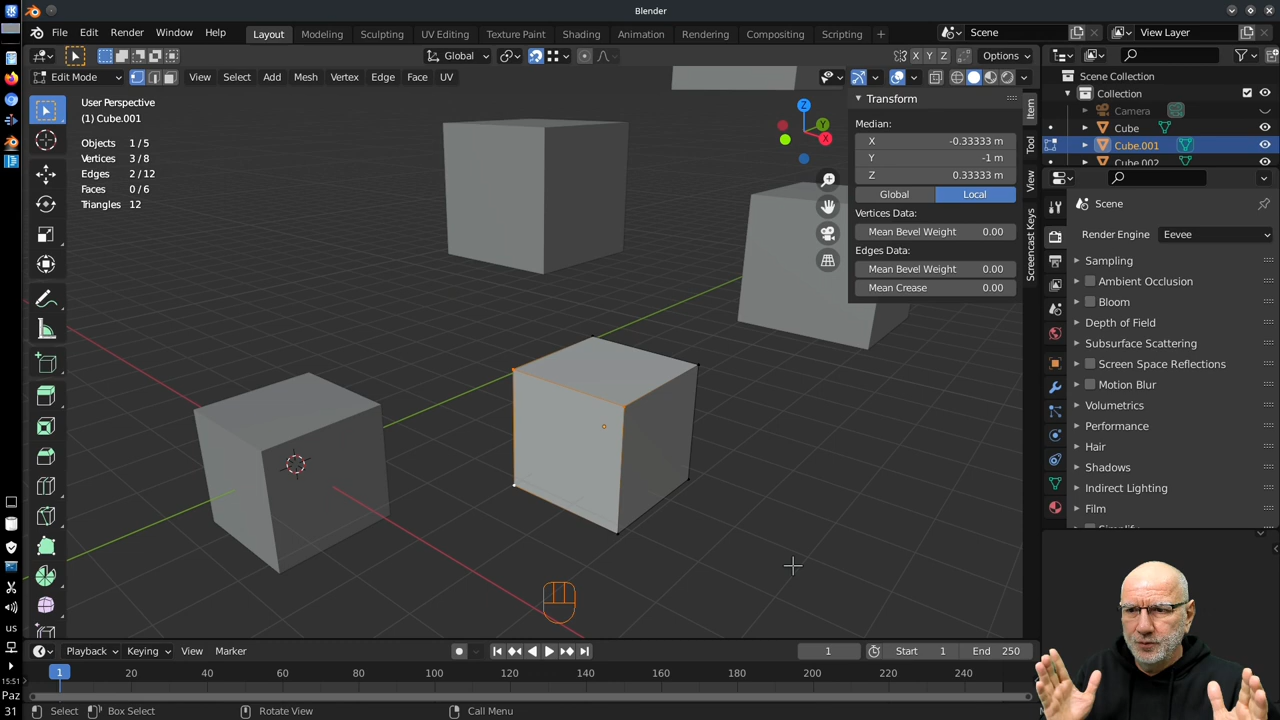 Blender
File Edit Render Window Help
Layout Modeling Sculpting UV Editing Texture Paint Shading Animation Rendering Compositing Scripting +
Scene
View Layer
Global
X Y Z
Options
Edit Mode
View Select Add Mesh Vertex Edge Face UV
User Perspective
(1) Cube.001
Objects 1/5
Vertices 3/8
Edges 2/12
Faces 0/6
Triangles 12
Z
Y
X
Transform
Median:
X -0.33333 m
Y -1 m
Z 0.33333 m
Global Local
Vertices Data:
Mean Bevel Weight 0.00
Edges Data:
Mean Bevel Weight 0.00
Mean Crease 0.00
Item
Tool
View
Screencast Keys
Scene Collection
Collection
Camera
Cube
Cube.001
Cube.002
Scene
Render Engine Eevee
Sampling
Ambient Occlusion
Bloom
Depth of Field
Subsurface Scattering
Screen Space Reflections
Motion Blur
Volumetrics
Performance
Hair
Shadows
Indirect Lighting
Film
us
15:51
Paz
31
Playback Keying View Marker
1
Start 1
End 250
1 20 40 60 80 100 120 140 160 180 200 220 240
Select Box Select Rotate View Call Menu